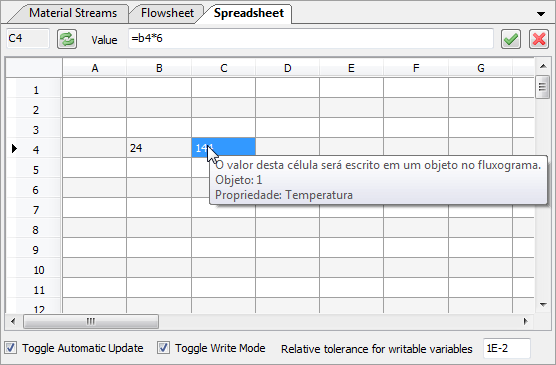 Material Streams Flowsheet Spreadsheet
C4 Value =b4*6
A B C D E F G
1
2
3
4 24
O valor desta célula será escrito em um objeto no fluxograma.
5
Objeto: 1
6
Propriedade: Temperatura
7
8
9
10
11
12
Toggle Automatic Update Toggle Write Mode Relative tolerance for writable variables 1E-2